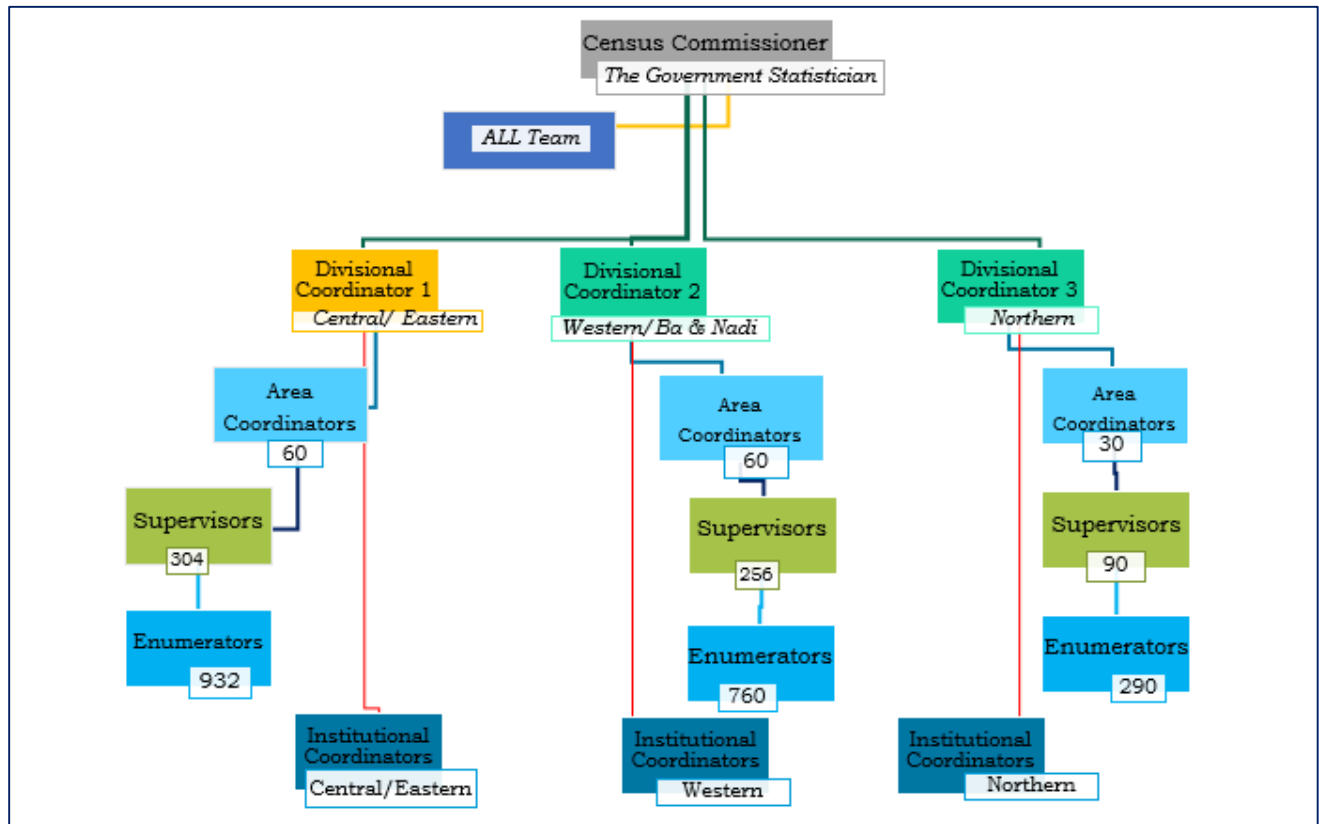 Census Commissioner
The Government Statistician
ALL Team
Divisional
Coordinator 1
Central/ Eastern
Divisional
Coordinator 2
Western/Ba & Nadi
Divisional
Coordinator 3
Northern
Area
Coordinators
60
Area
Coordinators
60
Area
Coordinators
30
Supervisors
304
Supervisors
256
Supervisors
90
Enumerators
932
Enumerators
760
Enumerators
290
Institutional
Coordinators
Central/Eastern
Institutional
Coordinators
Western
Institutional
Coordinators
Northern